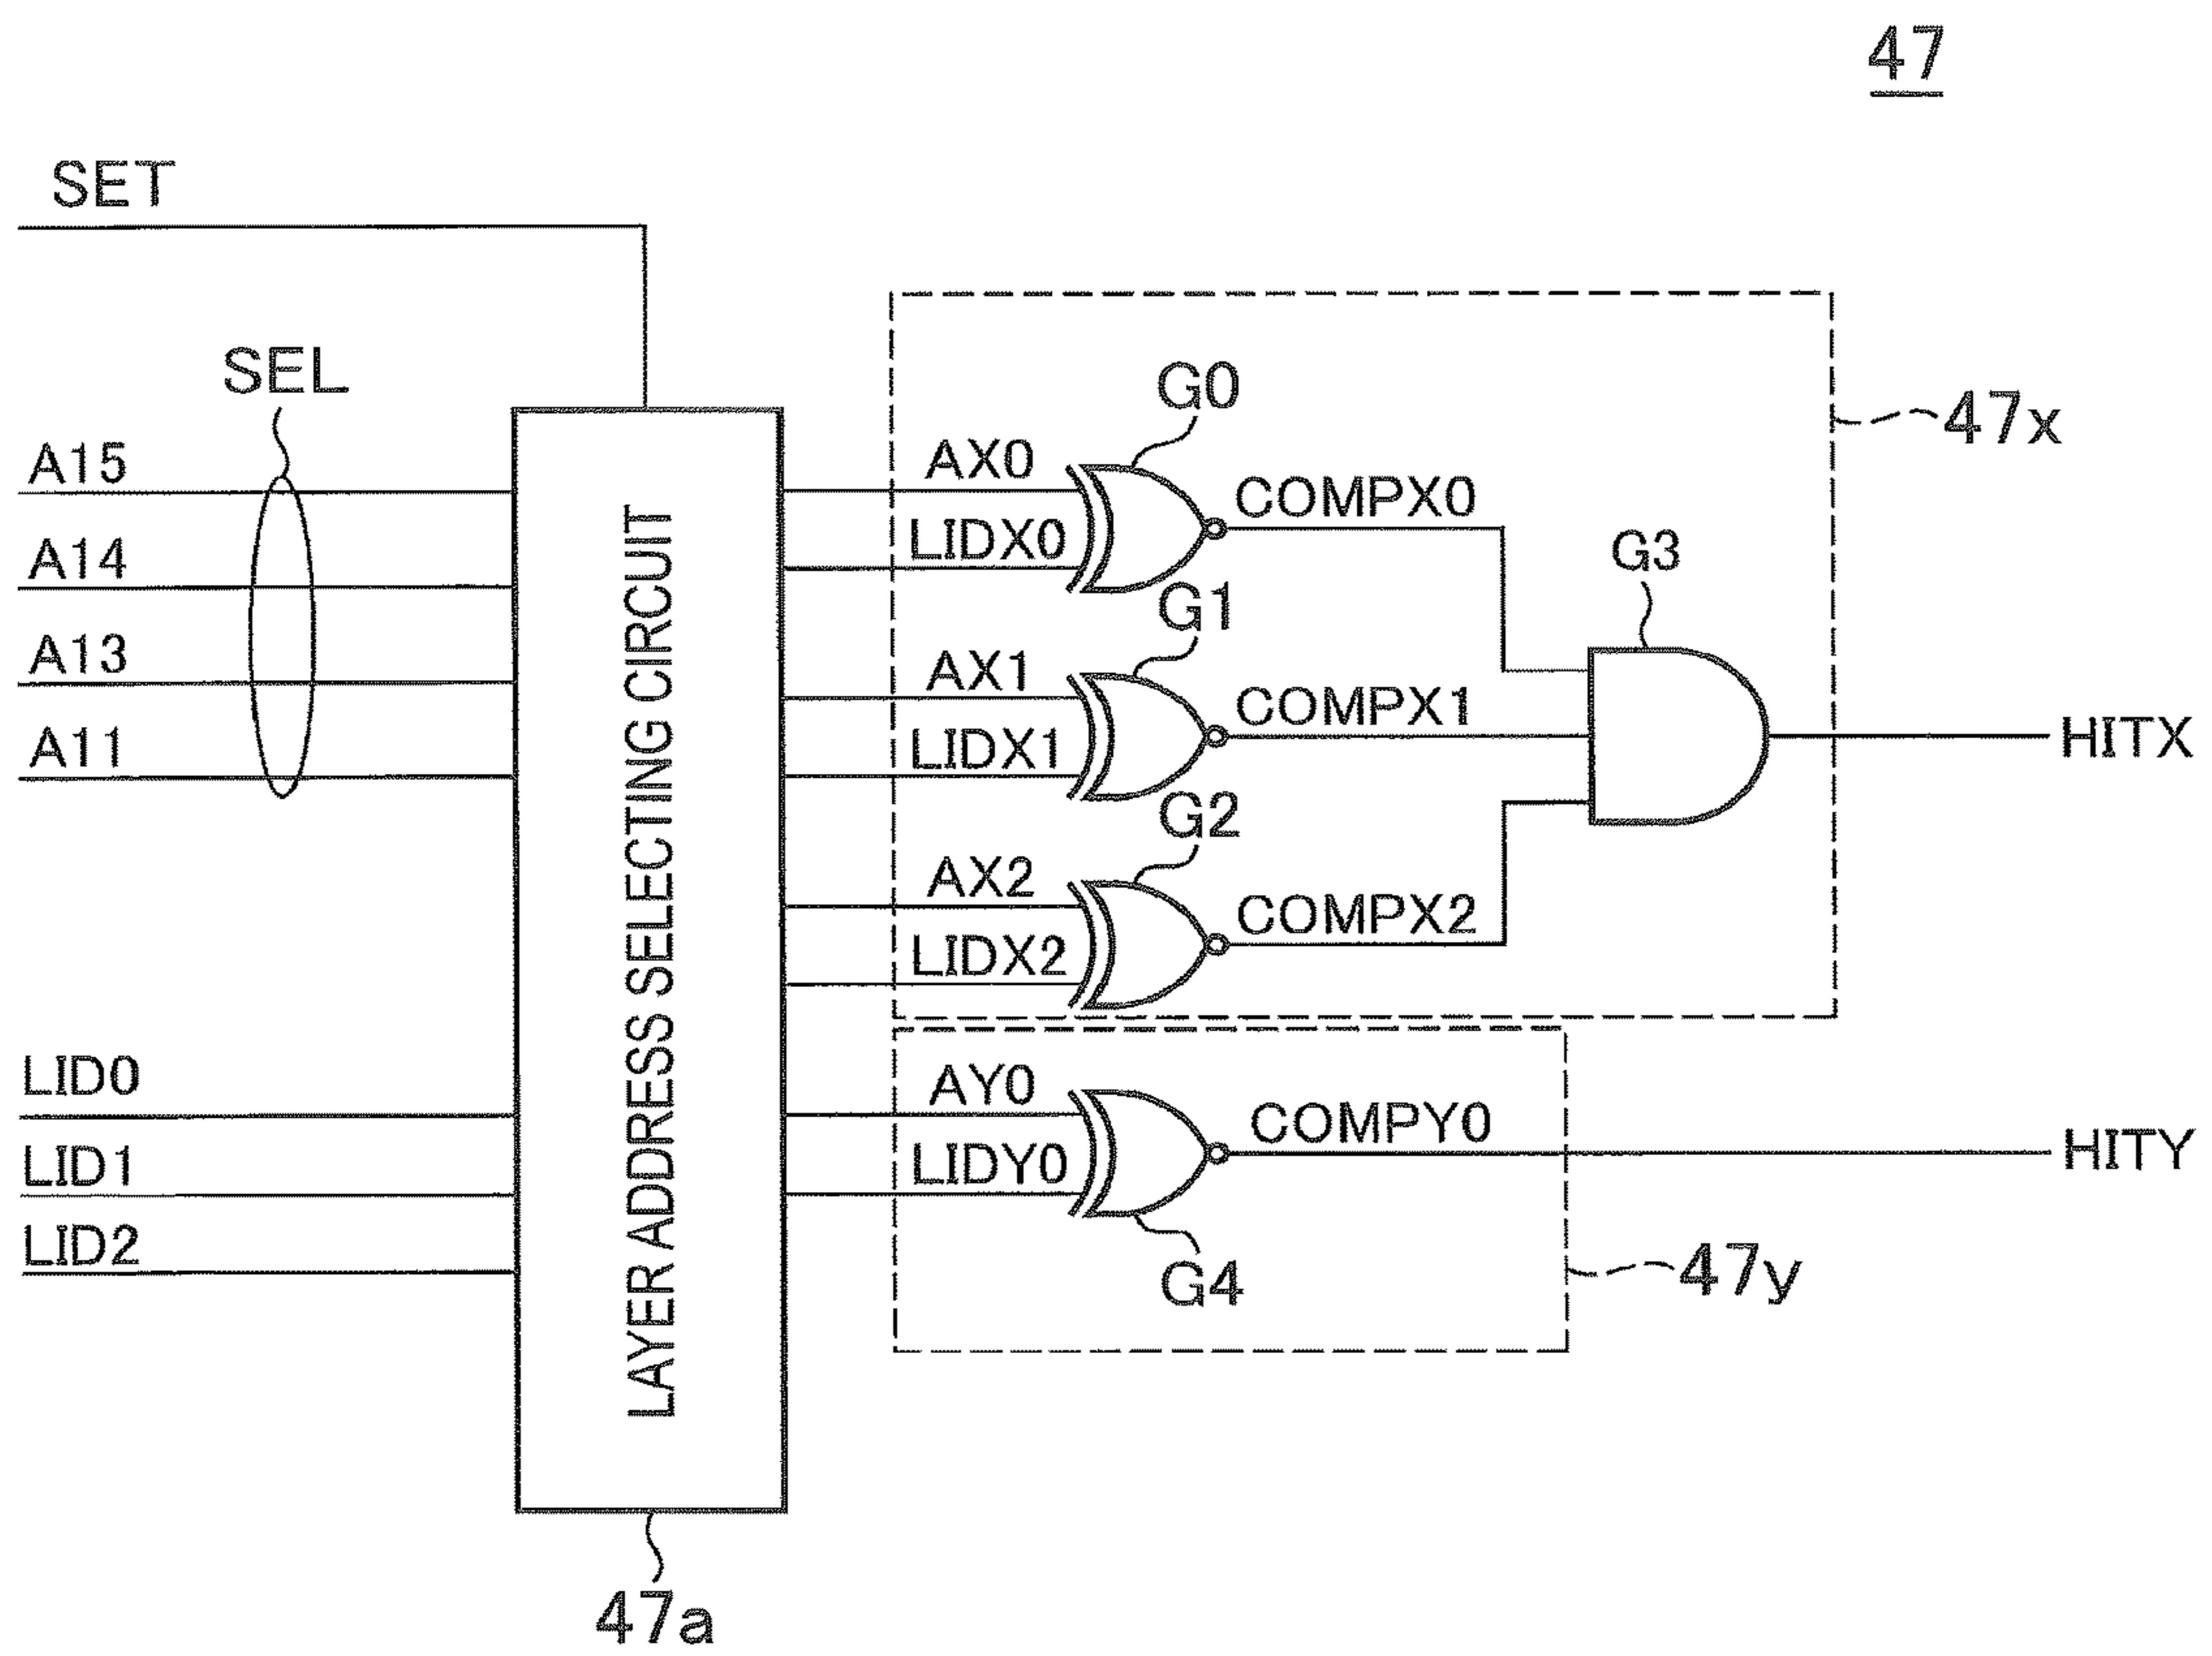 47
SET
SEL
A15
A14
A13
A11
LID0
LID1
LID2
LAYER ADDRESS SELECTING CIRCUIT
47a
AX0
LIDX0
G0
COMPX0
AX1
LIDX1
G1
COMPX1
AX2
LIDX2
G2
COMPX2
G3
47x
HITX
AY0
LIDY0
G4
COMPY0
47y
HITY